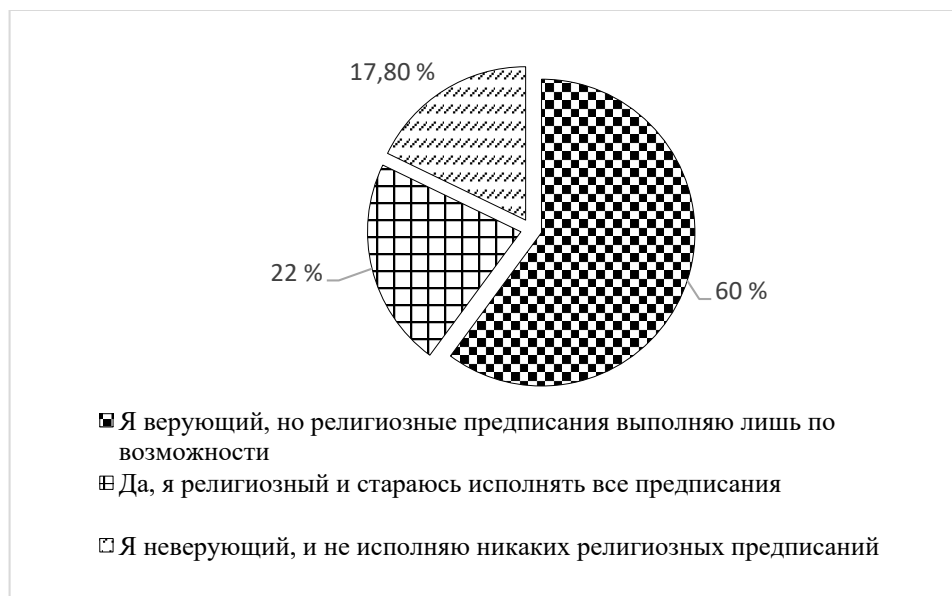 17,80 %
22 %
60 %
Я верующий, но религиозные предписания выполняю лишь по
возможности
Да, я религиозный и стараюсь исполнять все предписания
Я неверующий, и не исполняю никаких религиозных предписаний